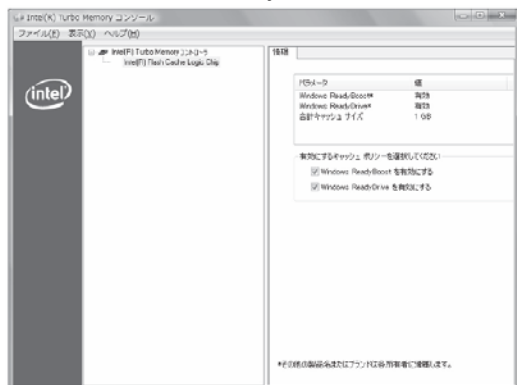 Intel(R) Turbo Memory コンソール
ファイル(F) 表示(V) ヘルプ(H)
Intel(R) Turbo Memory コントローラ
Intel(R) Flash Cache Logic Chip
intel
情報
パラメータ 値
Windows ReadyBoost* 有効
Windows ReadyDrive* 有効
合計キャッシュ サイズ 1 GB
有効にするキャッシュ ポリシーを選択してください
Windows ReadyBoost を有効にする
Windows ReadyDrive を有効にする
*その他の製品名またはブランドは各所有者に帰属します。